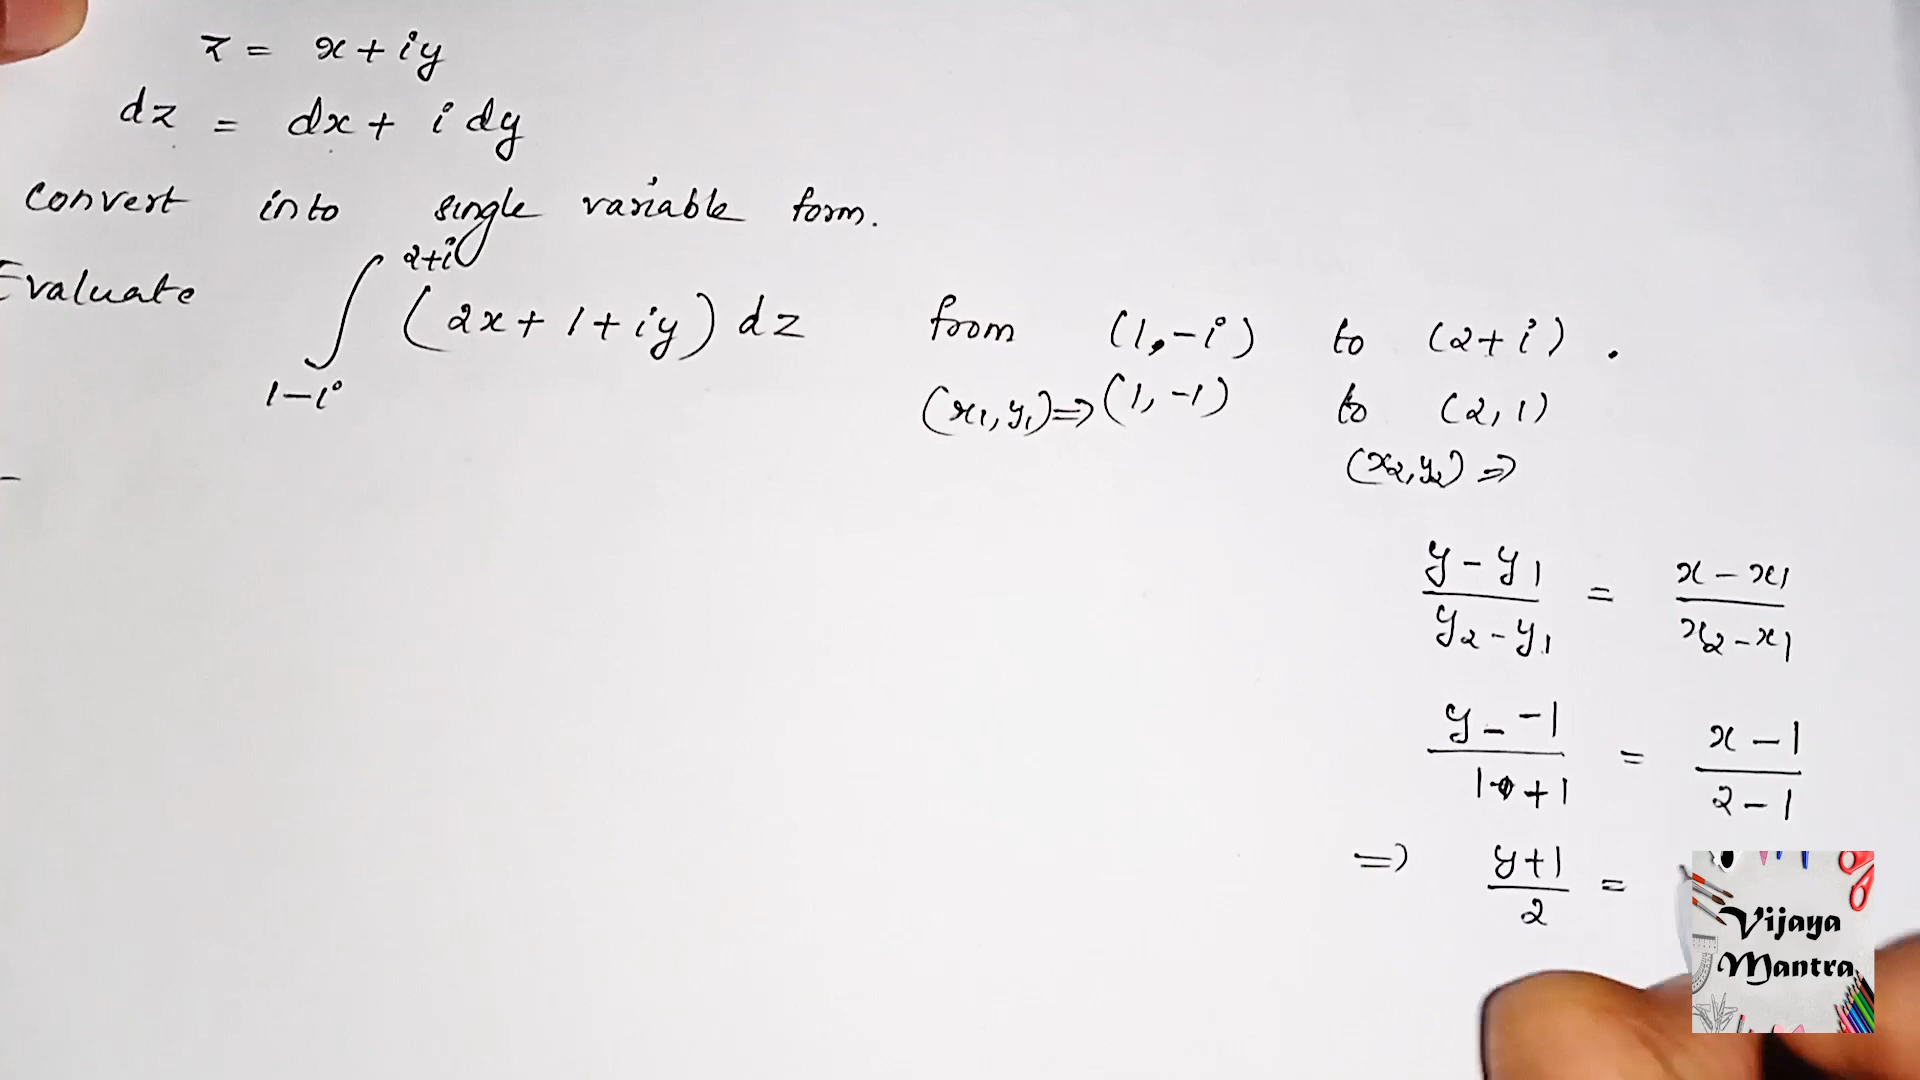 z = x + iy
dz = dx + i dy
convert into single variable form.
Evaluate ∫_{1-i}^{2+i} (2x + 1 + iy) dz from (1, -i) to (2+i).
(x1, y1) ⇒ (1, -1) to (2, 1)
(x2, y2) ⇒
(y - y1)/(y2 - y1) = (x - x1)/(x2 - x1)
(y - -1)/(1 + 1) = (x - 1)/(2 - 1)
⇒ (y+1)/2 =
Vijaya
Mantra